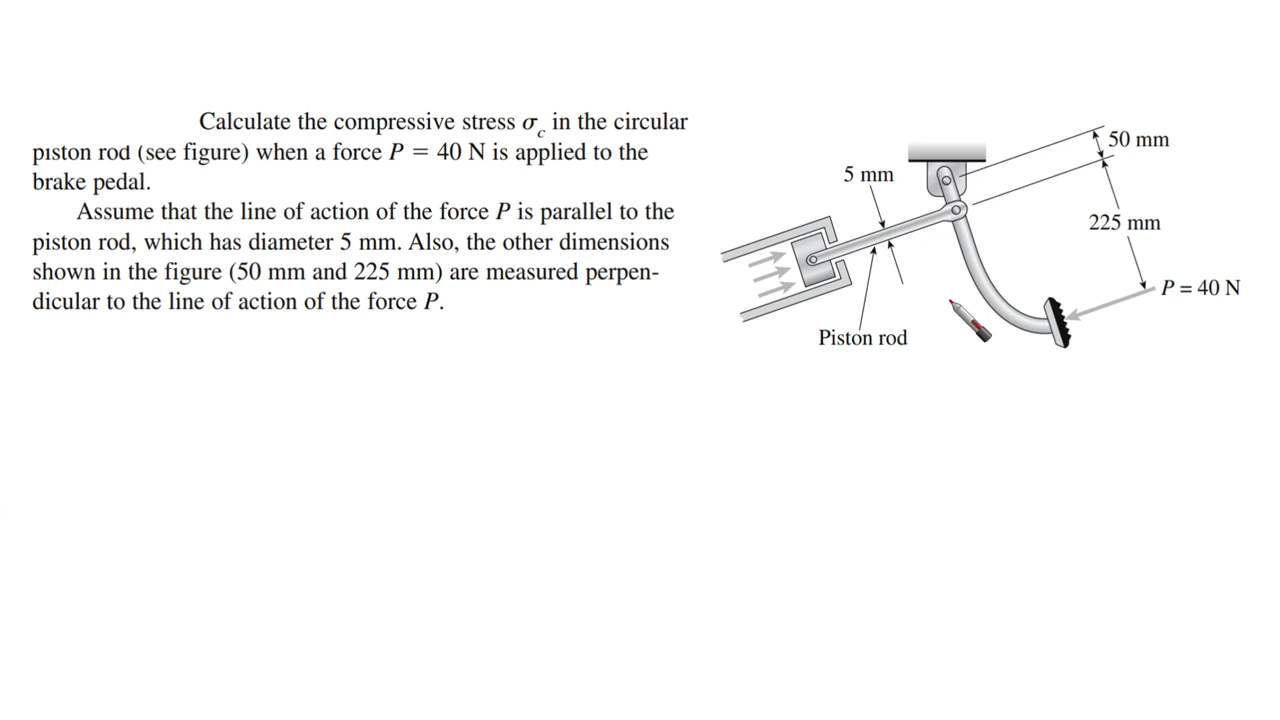 Calculate the compressive stress σc in the circular
piston rod (see figure) when a force P = 40 N is applied to the
brake pedal.
Assume that the line of action of the force P is parallel to the
piston rod, which has diameter 5 mm. Also, the other dimensions
shown in the figure (50 mm and 225 mm) are measured perpen-
dicular to the line of action of the force P.
50 mm
5 mm
225 mm
P = 40 N
Piston rod